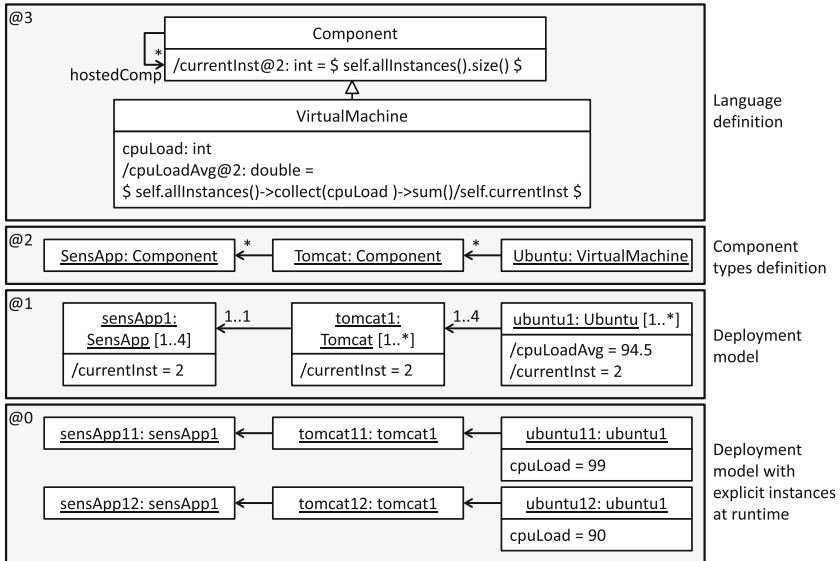 @3
Component
*
hostedComp
/currentInst@2: int = $ self.allInstances().size() $
VirtualMachine
cpuLoad: int
/cpuLoadAvg@2: double =
$ self.allInstances()->collect(cpuLoad )->sum()/self.currentInst $
Language
definition
@2
SensApp: Component
*
Tomcat: Component
*
Ubuntu: VirtualMachine
Component
types definition
@1
sensApp1:
SensApp [1..4]
/currentInst = 2
1..1
tomcat1:
Tomcat [1..*]
/currentInst = 2
1..4
ubuntu1: Ubuntu [1..*]
/cpuLoadAvg = 94.5
/currentInst = 2
Deployment
model
@0
sensApp11: sensApp1
tomcat11: tomcat1
ubuntu11: ubuntu1
cpuLoad = 99
sensApp12: sensApp1
tomcat12: tomcat1
ubuntu12: ubuntu1
cpuLoad = 90
Deployment
model with
explicit instances
at runtime